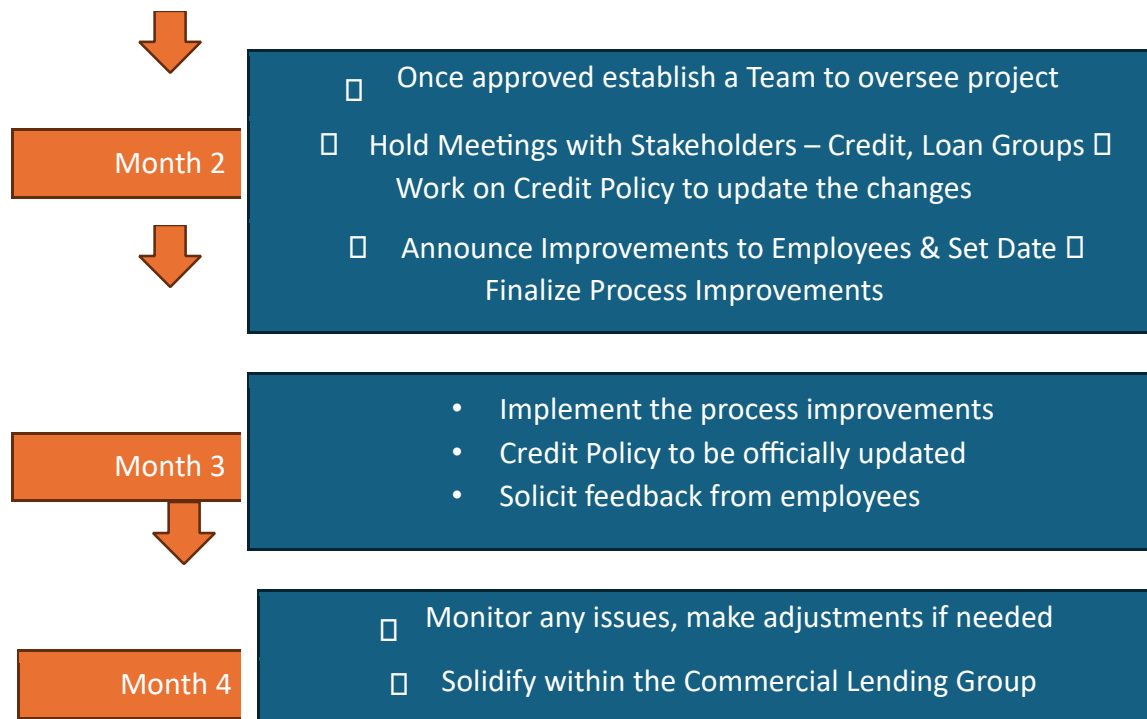 Once approved establish a Team to oversee project
Month 2
Hold Meetings with Stakeholders – Credit, Loan Groups
Work on Credit Policy to update the changes
Announce Improvements to Employees & Set Date
Finalize Process Improvements
Month 3
• Implement the process improvements
• Credit Policy to be officially updated
• Solicit feedback from employees
Month 4
Monitor any issues, make adjustments if needed
Solidify within the Commercial Lending Group